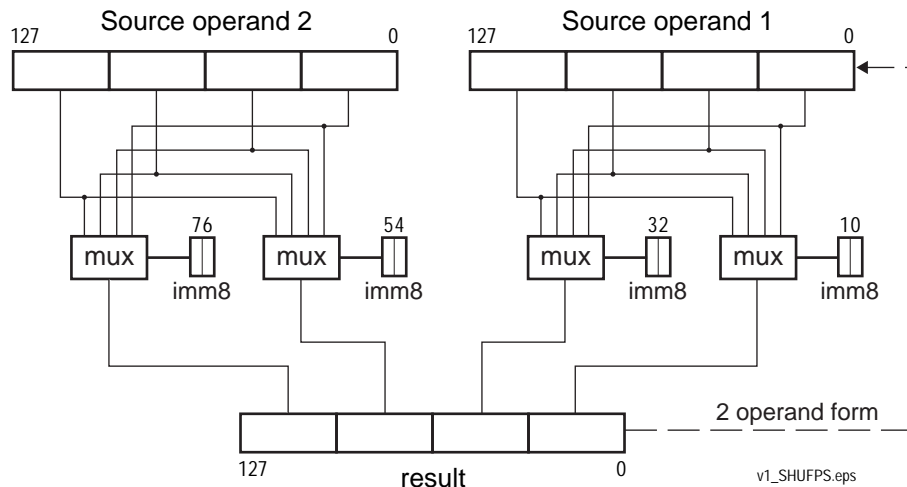 Source operand 2
Source operand 1
127
0
127
0
76
54
32
10
mux
mux
mux
mux
imm8
imm8
imm8
imm8
2 operand form
127
result
0
v1_SHUFPS.eps